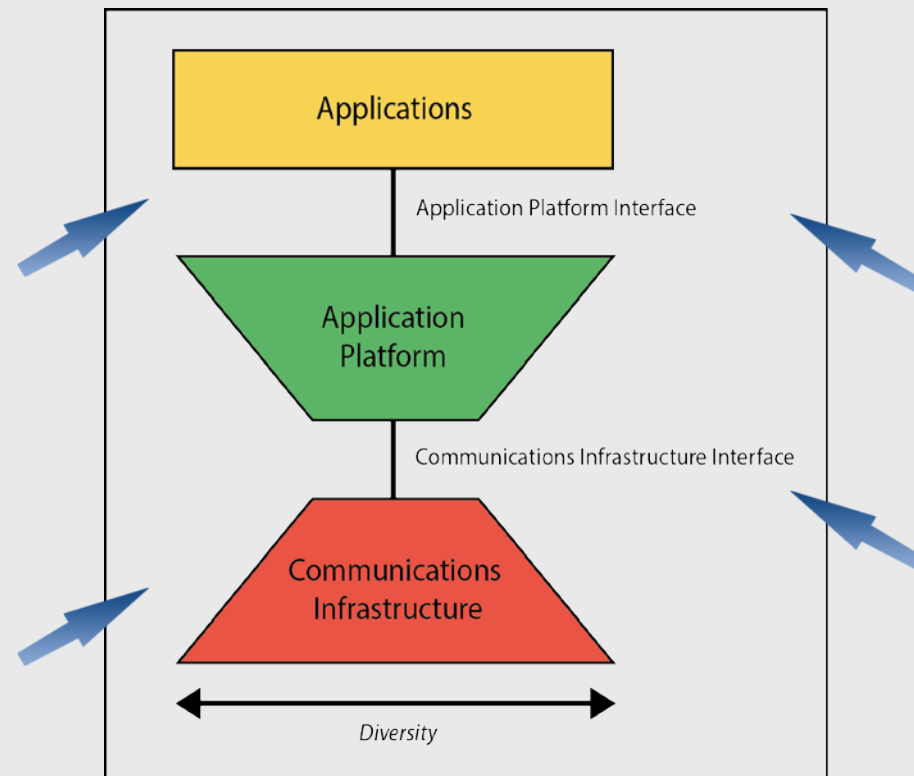 Applications
Application Platform Interface
Application
Platform
Communications Infrastructure Interface
Communications
Infrastructure
Diversity